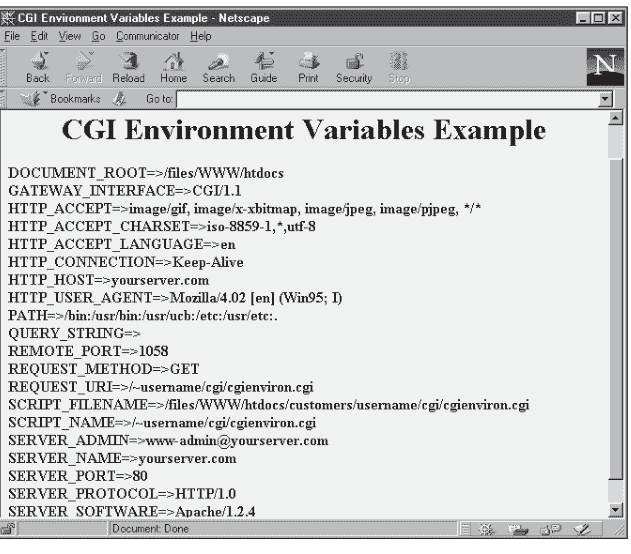 CGI Environment Variables Example - Netscape
File Edit View Go Communicator Help
Back Forward Reload Home Search Guide Print Security Stop
N
Bookmarks Go to:
CGI Environment Variables Example
DOCUMENT_ROOT=>/files/WWW/htdocs
GATEWAY_INTERFACE=>CGI/1.1
HTTP_ACCEPT=>image/gif, image/x-xbitmap, image/jpeg, image/pjpeg, */*
HTTP_ACCEPT_CHARSET=>iso-8859-1,*,utf-8
HTTP_ACCEPT_LANGUAGE=>en
HTTP_CONNECTION=>Keep-Alive
HTTP_HOST=>yourserver.com
HTTP_USER_AGENT=>Mozilla/4.02 [en] (Win95; I)
PATH=>/bin:/usr/bin:/usr/ucb:/etc:/usr/etc:.
QUERY_STRING=>
REMOTE_PORT=>1058
REQUEST_METHOD=>GET
REQUEST_URI=>/~username/cgi/cgienviron.cgi
SCRIPT_FILENAME=>/files/WWW/htdocs/customers/username/cgi/cgienviron.cgi
SCRIPT_NAME=>/~username/cgi/cgienviron.cgi
SERVER_ADMIN=>www-admin@yourserver.com
SERVER_NAME=>yourserver.com
SERVER_PORT=>80
SERVER_PROTOCOL=>HTTP/1.0
SERVER_SOFTWARE=>Apache/1.2.4
Document: Done